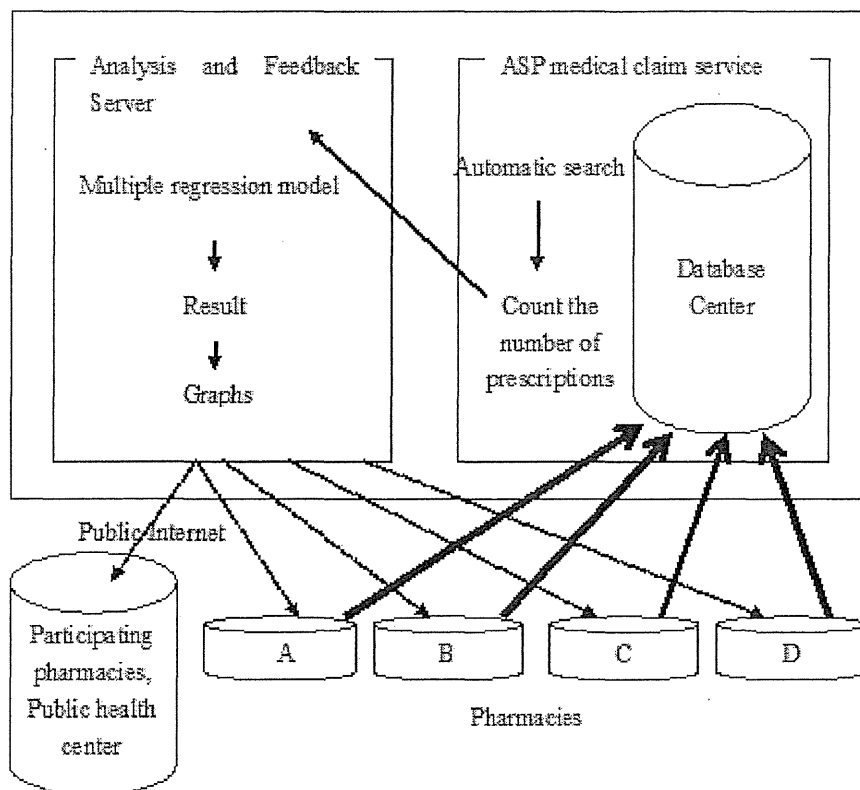 Analysis and Feedback
Server
Multiple regression model
Result
Graphs
ASP medical claim service
Automatic search
Count the
number of
prescriptions
Database
Center
Public Internet
Participating
pharmacies,
Public health
center
A
B
C
D
Pharmacies